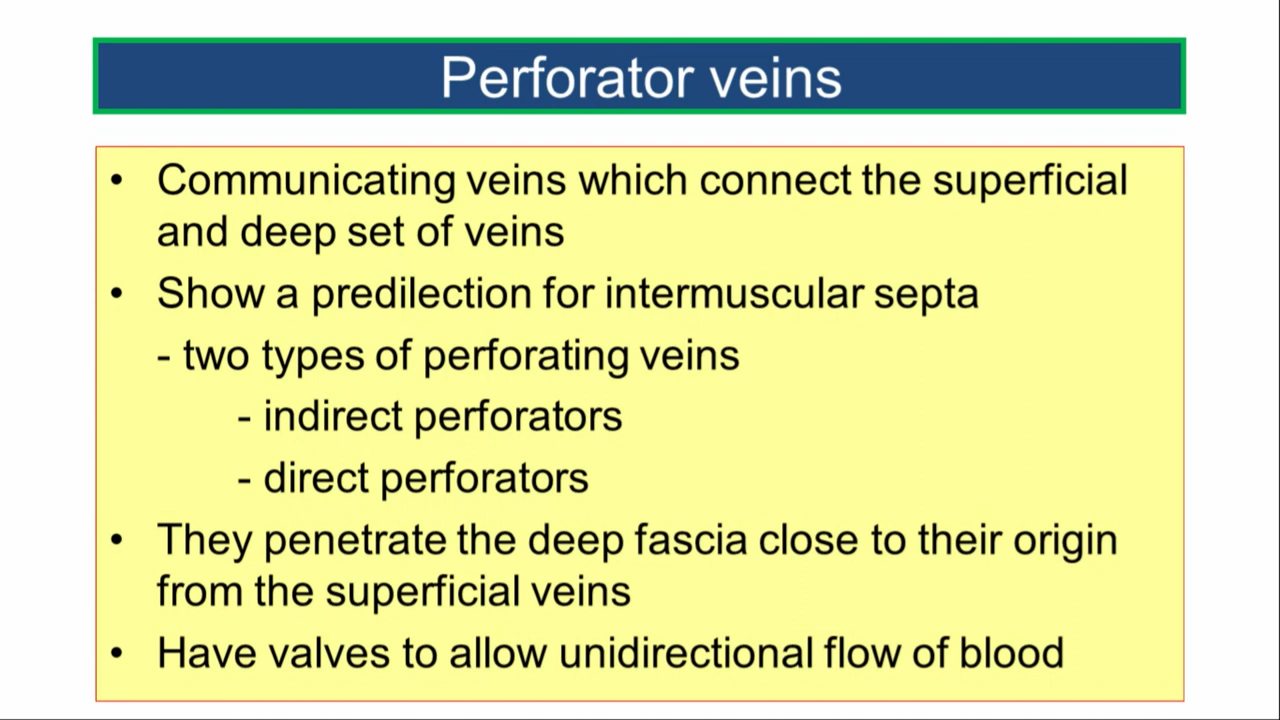 Perforator veins
• Communicating veins which connect the superficial
and deep set of veins
• Show a predilection for intermuscular septa
- two types of perforating veins
- indirect perforators
- direct perforators
• They penetrate the deep fascia close to their origin
from the superficial veins
• Have valves to allow unidirectional flow of blood